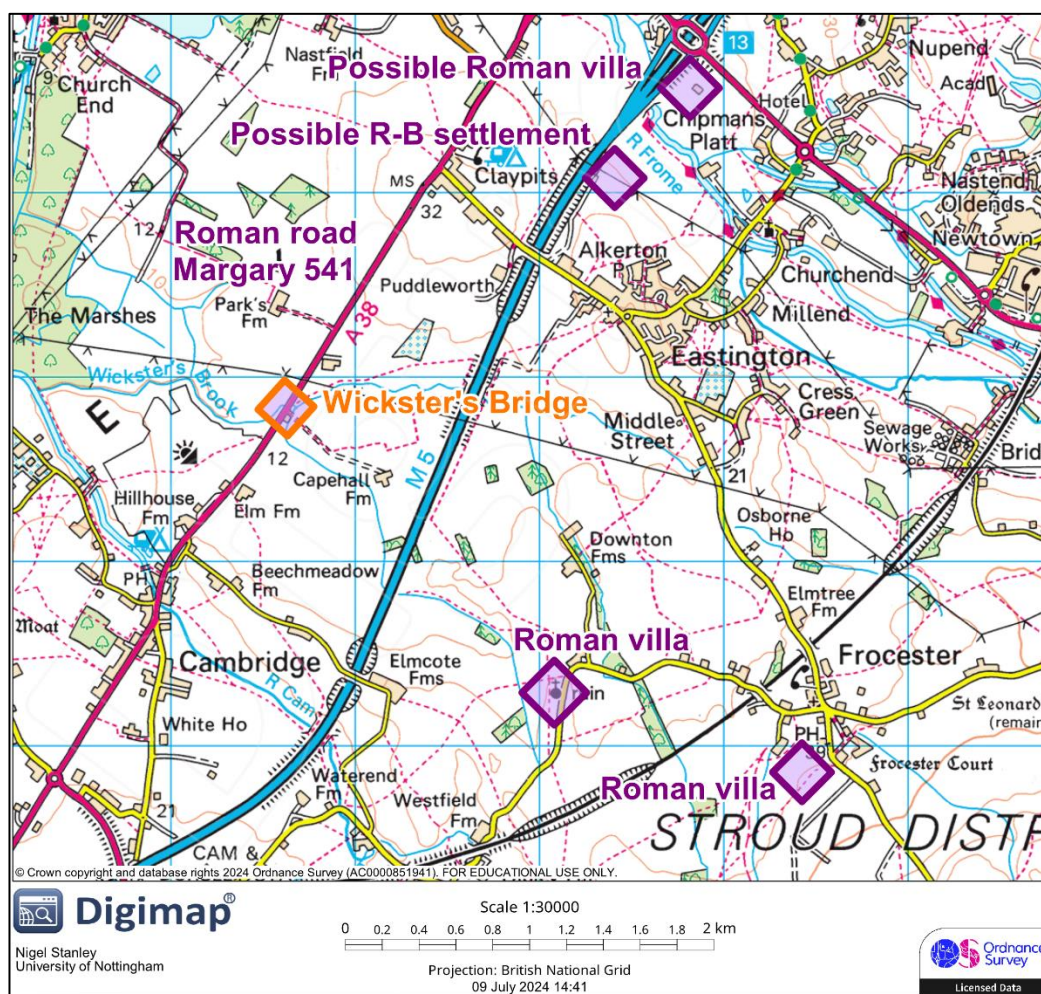 Nastfield
Fm
13
Nupend
9
Church
End
Possible Roman villa
Acad
Hotel
Chipmans
Platt
Possible R-B settlement
R Frome
MS
Claypits
32
Nastend
Oldends
12
Roman road
Margary 541
Alkerton
Newtown
Puddleworth
Churchend
Park's
Fm
A 38
The Marshes
Millend
Wickster's
Brook
Eastington
Wickster's Bridge
Cress
Green
Middle
Street
E
Sewage
Works
12
M 5
Capehall
Fm
Brid
21
Hillhouse
Fm
Elm Fm
Osborne
Ho
Downton
Fms
PH
Beechmeadow
Fm
Elmtree
Fm
Moat
Roman villa
Cambridge
Elmcote
Fms
Frocester
R Cam
St Leonard
(remain
White Ho
PH
Frocester Court
Waterend
Fm
Roman villa
Westfield
Fm
21
STROUD DISTR
CAM &
© Crown copyright and database rights 2024 Ordnance Survey (AC0000851941). FOR EDUCATIONAL USE ONLY.
Digimap®
Scale 1:30000
0 0.2 0.4 0.6 0.8 1 1.2 1.4 1.6 1.8 2 km
Nigel Stanley
University of Nottingham
Projection: British National Grid
09 July 2024 14:41
Ordnance
Survey
Licensed Data